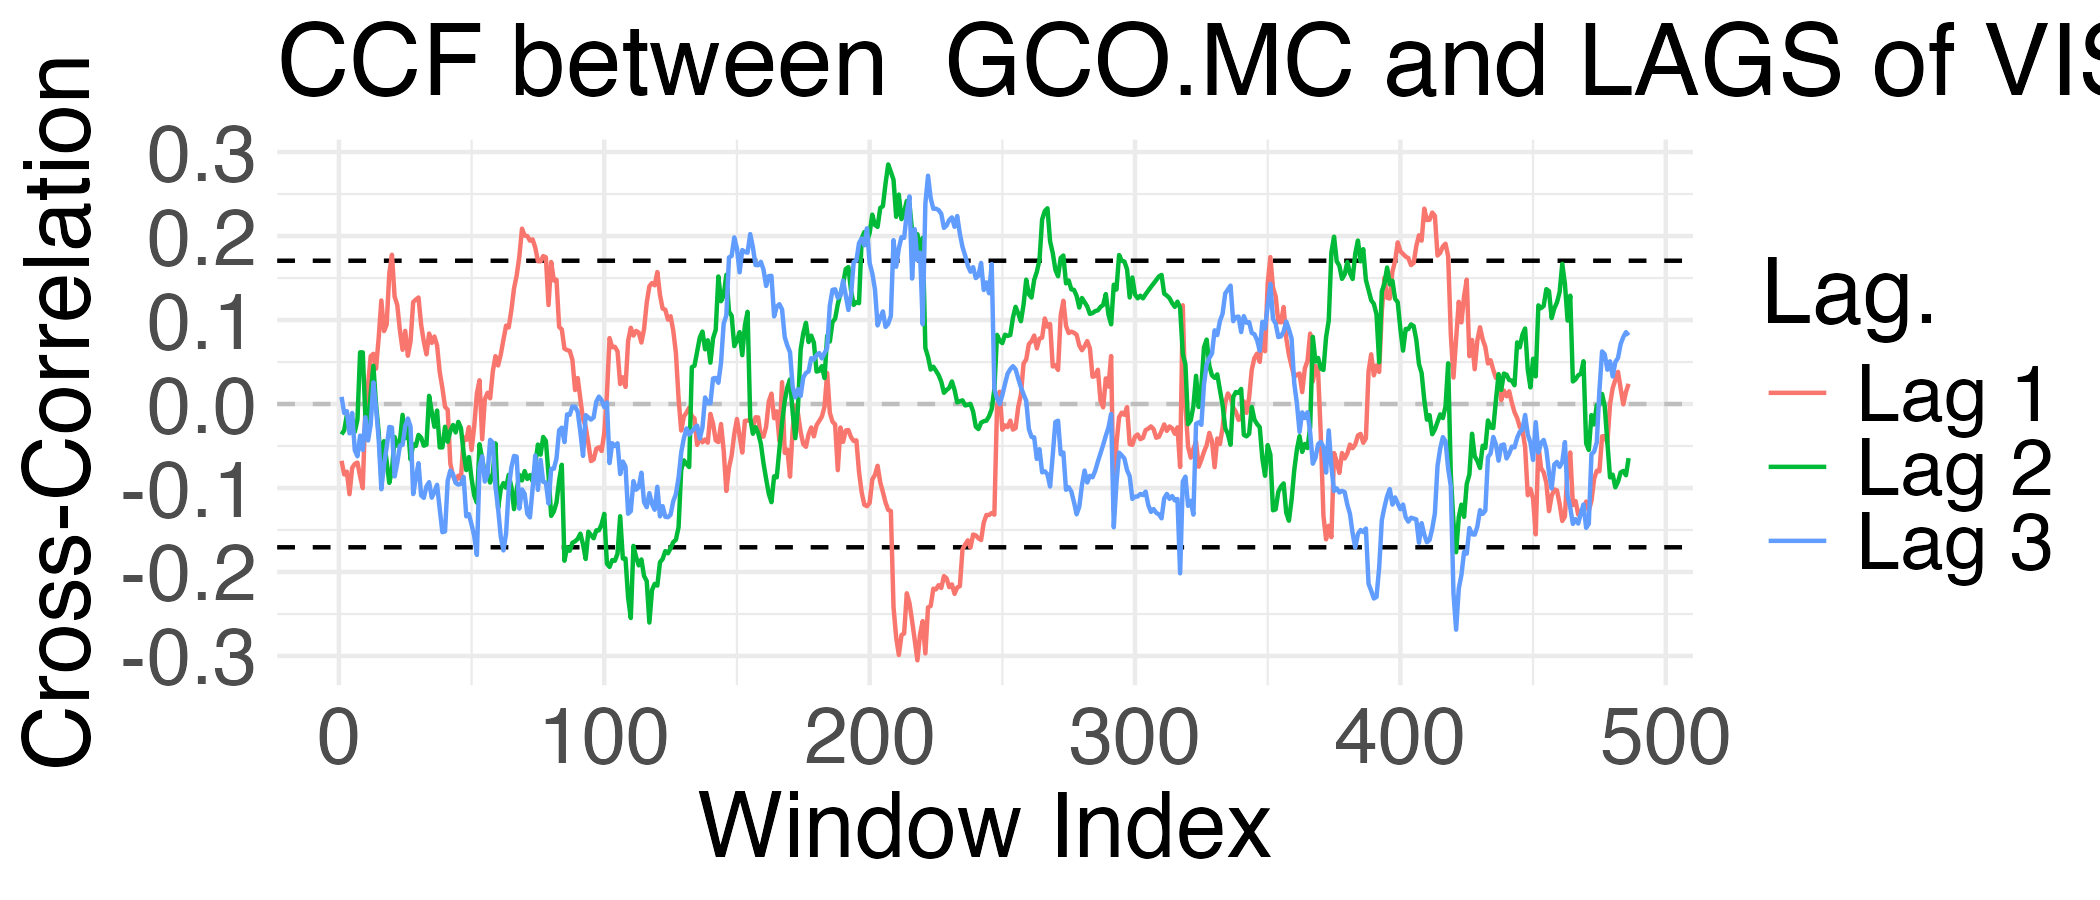 CCF between  GCO.MC and LAGS of VIS
Cross-Correlation
0.3
0.2
0.1
0.0
-0.1
-0.2
-0.3
0 100 200 300 400 500
Window Index
Lag.
Lag 1
Lag 2
Lag 3